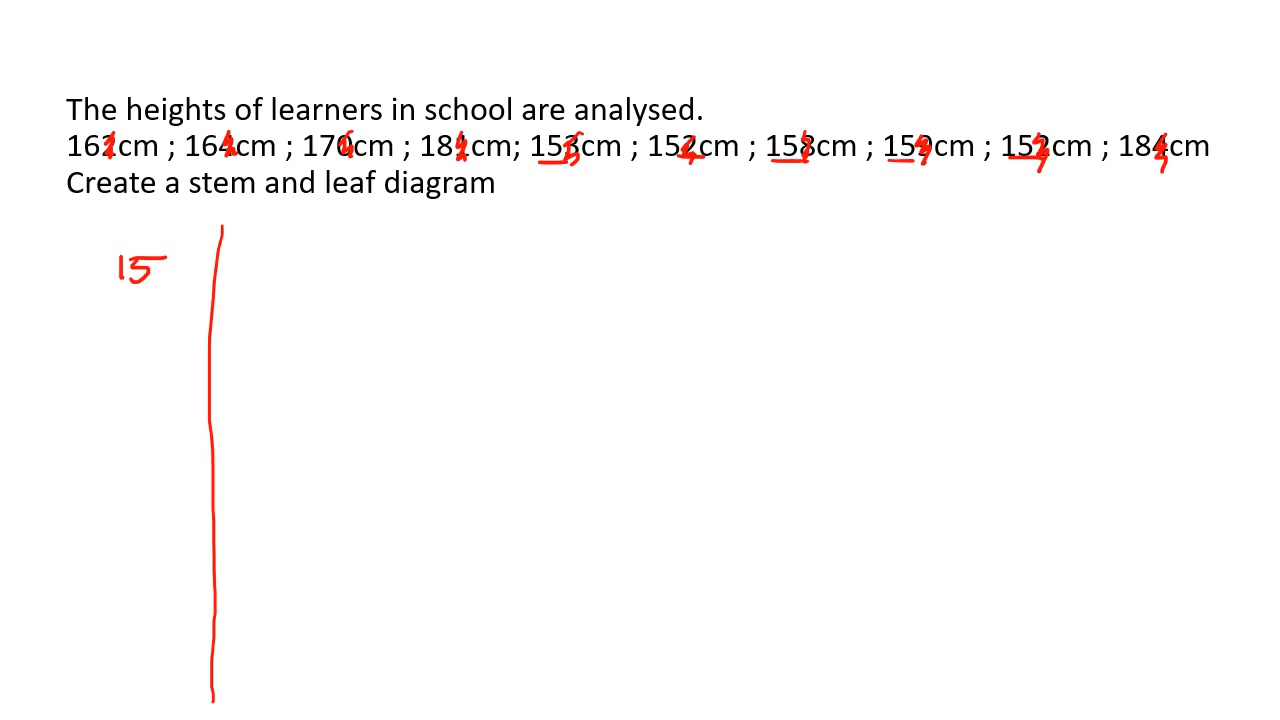 The heights of learners in school are analysed.
162cm ; 164cm ; 170cm ; 181cm; 153cm ; 152cm ; 158cm ; 159cm ; 152cm ; 184cm
Create a stem and leaf diagram
15